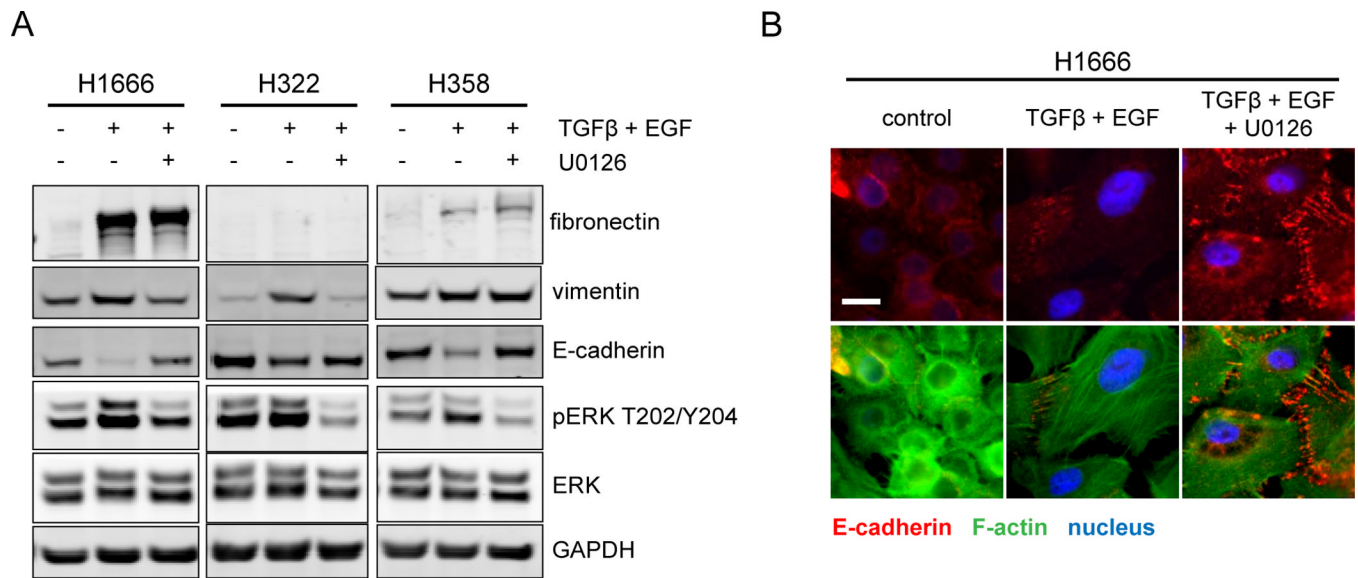 A
H1666 H322 H358
- + + - + + - + + TGFβ + EGF
- - + - - + - - + U0126
fibronectin
vimentin
E-cadherin
pERK T202/Y204
ERK
GAPDH
B
H1666
control TGFβ + EGF TGFβ + EGF
+ U0126
E-cadherin F-actin nucleus